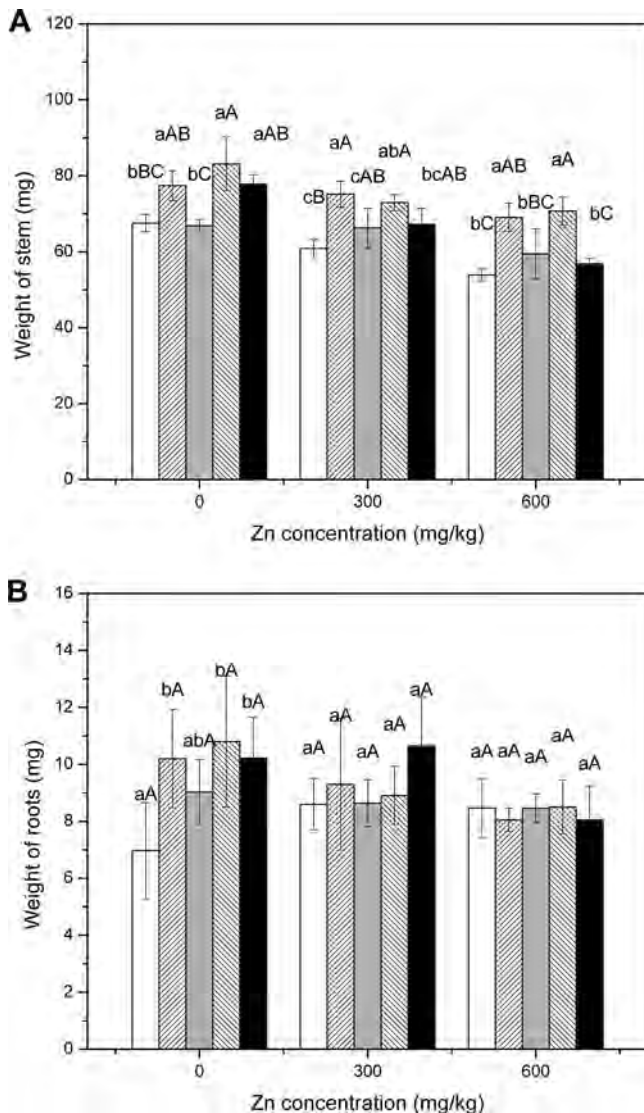 A
120
100
80
60
40
20
0
Weight of stem (mg)
bBC aAB bC aA aAB
cB aA cAB abA bcAB
bC aAB bBC aA bC
0 300 600
Zn concentration (mg/kg)
B
16
14
12
10
8
6
4
2
0
Weight of roots (mg)
aA bA abA bA bA
aA aA aA aA aA
aA aA aA aA aA
0 300 600
Zn concentration (mg/kg)